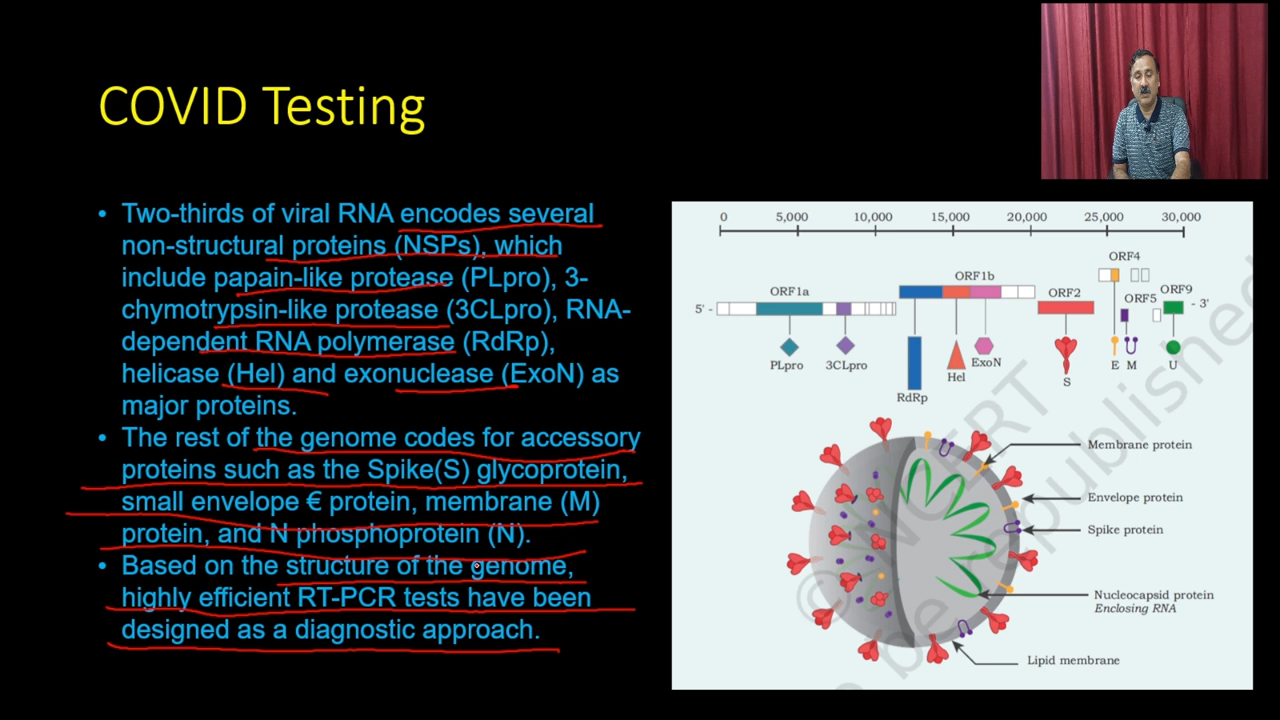 COVID Testing
• Two-thirds of viral RNA encodes several
non-structural proteins (NSPs), which
include papain-like protease (PLpro), 3-
chymotrypsin-like protease (3CLpro), RNA-
dependent RNA polymerase (RdRp),
helicase (Hel) and exonuclease (ExoN) as
major proteins.
• The rest of the genome codes for accessory
proteins such as the Spike(S) glycoprotein,
small envelope € protein, membrane (M)
protein, and N phosphoprotein (N).
• Based on the structure of the genome,
highly efficient RT-PCR tests have been
designed as a diagnostic approach.
0 5,000 10,000 15,000 20,000 25,000 30,000
ORF4
ORF1b
ORF1a ORF2 ORF5 ORF9
5'- - 3'
PLpro 3CLpro ExoN E M U
Hel S
RdRp
Membrane protein
Envelope protein
Spike protein
Nucleocapsid protein
Enclosing RNA
Lipid membrane
© NCERT
be republished